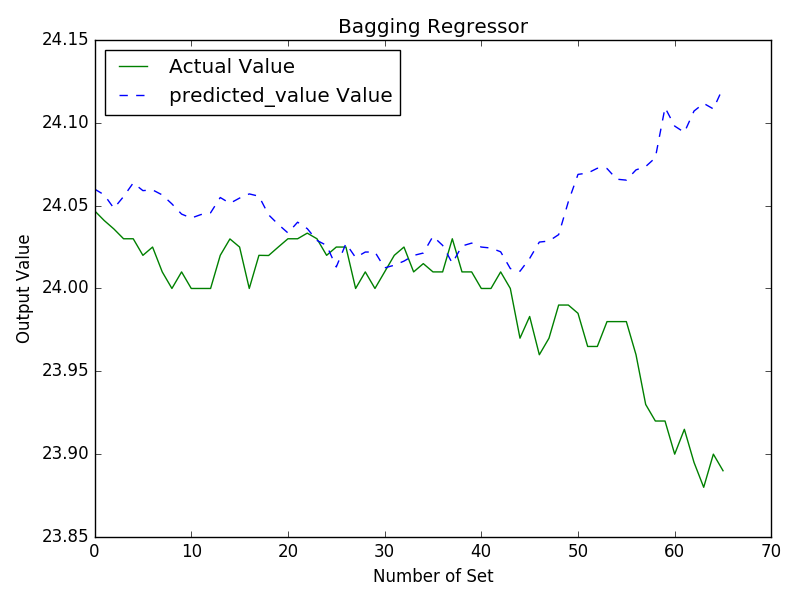 Bagging Regressor
24.15
24.10
24.05
24.00
23.95
23.90
23.85
Output Value
Actual Value
predicted_value Value
0 10 20 30 40 50 60 70
Number of Set